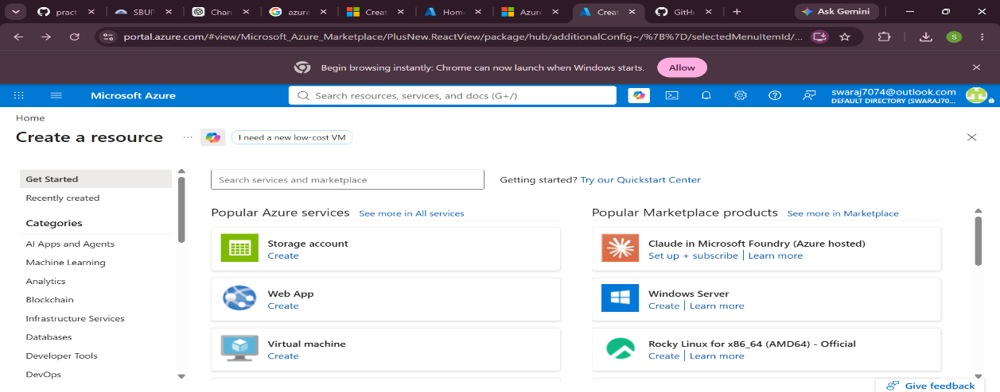 pract
SBUP
Chan
azure
Creat
Home
Azure
Creat
GitHu
Ask Gemini
portal.azure.com/#view/Microsoft_Azure_Marketplace/PlusNew.ReactView/package/hub/additionalConfig~/%7B%7D/selectedMenuItemId/...
S
Begin browsing instantly: Chrome can now launch when Windows starts.
Allow
Microsoft Azure
Search resources, services, and docs (G+/)
swaraj7074@outlook.com
DEFAULT DIRECTORY (SWARAJ70...
Home
Create a resource
...
I need a new low-cost VM
Get Started
Recently created
Categories
AI Apps and Agents
Machine Learning
Analytics
Blockchain
Infrastructure Services
Databases
Developer Tools
DevOps
Search services and marketplace
Getting started? Try our Quickstart Center
Popular Azure services See more in All services
Storage account
Create
Web App
Create
Virtual machine
Create
Popular Marketplace products See more in Marketplace
Claude in Microsoft Foundry (Azure hosted)
Set up + subscribe | Learn more
Windows Server
Create | Learn more
Rocky Linux for x86_64 (AMD64) - Official
Create | Learn more
Give feedback